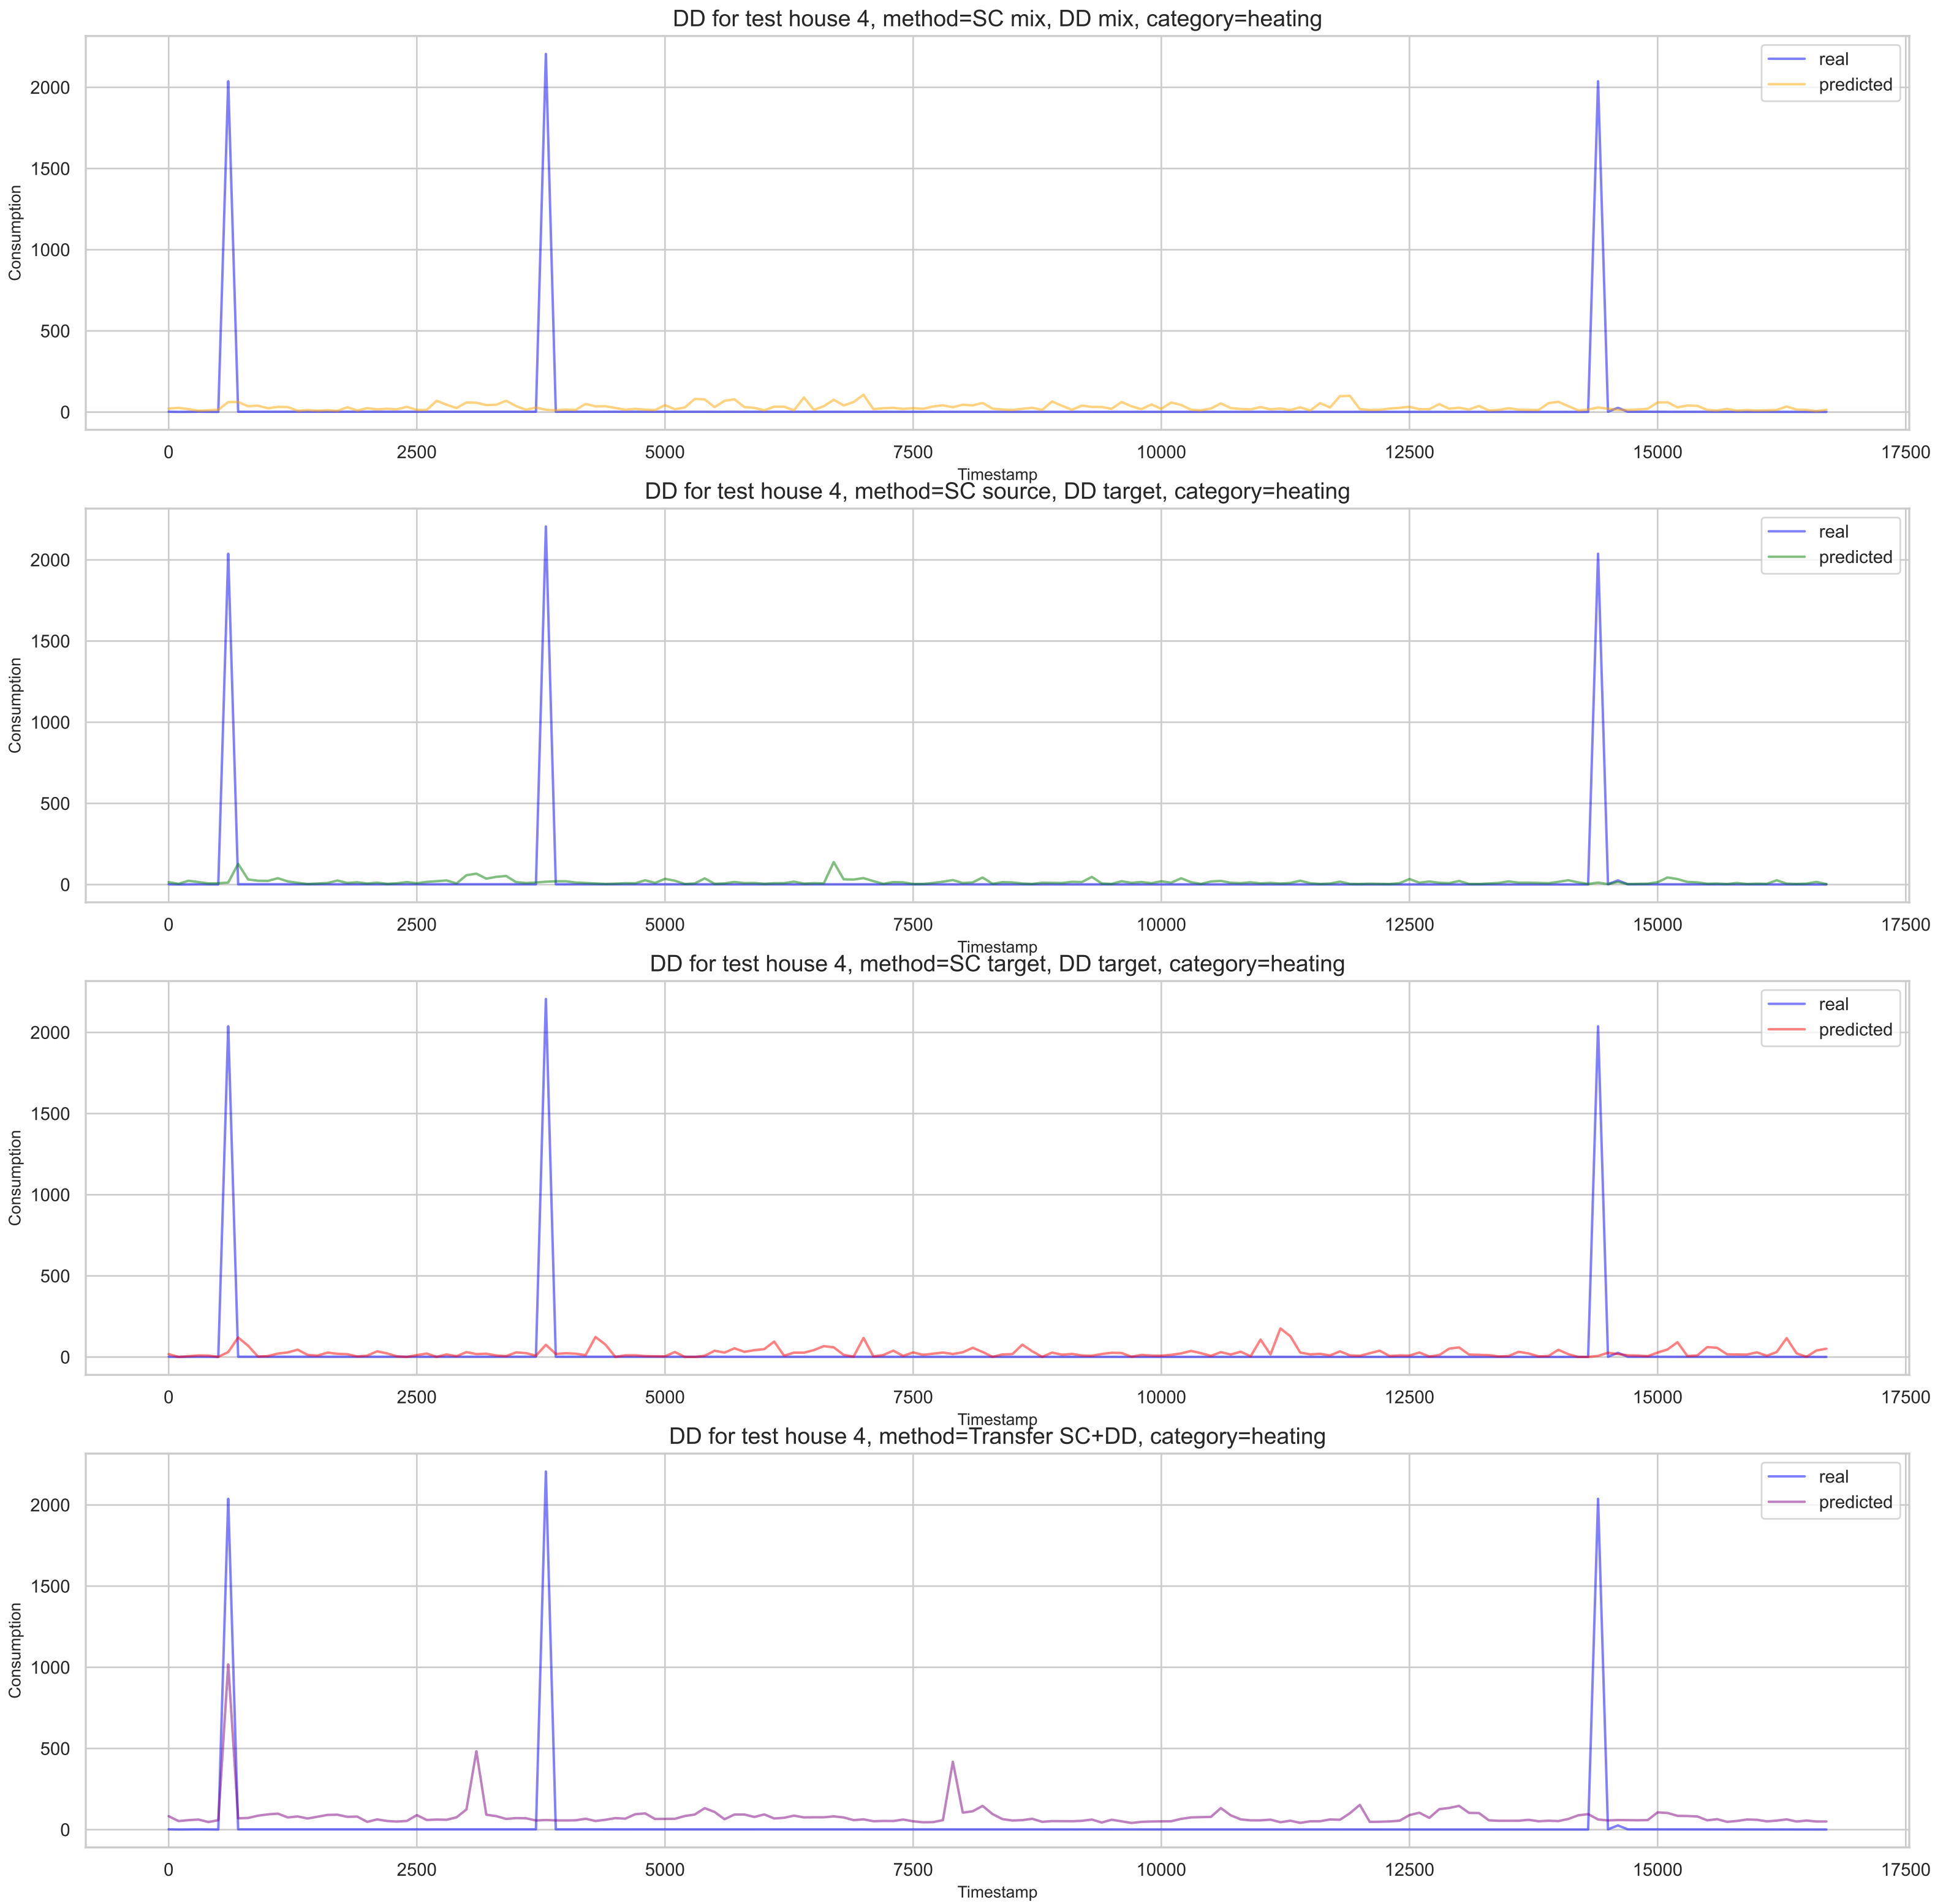 DD for test house 4, method=SC mix, DD mix, category=heating
real
predicted
2000
1500
1000
500
0
Consumption
0 2500 5000 7500 10000 12500 15000 17500
Timestamp
DD for test house 4, method=SC source, DD target, category=heating
real
predicted
2000
1500
1000
500
0
Consumption
0 2500 5000 7500 10000 12500 15000 17500
Timestamp
DD for test house 4, method=SC target, DD target, category=heating
real
predicted
2000
1500
1000
500
0
Consumption
0 2500 5000 7500 10000 12500 15000 17500
Timestamp
DD for test house 4, method=Transfer SC+DD, category=heating
real
predicted
2000
1500
1000
500
0
Consumption
0 2500 5000 7500 10000 12500 15000 17500
Timestamp